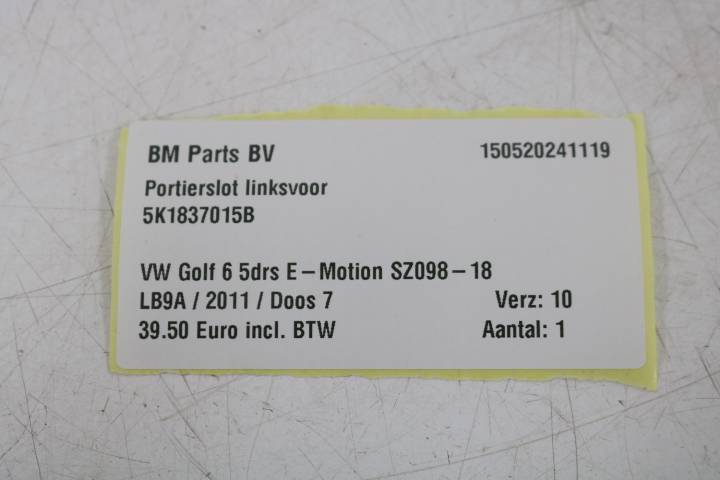 BM Parts BV 150520241119
Portierslot linksvoor
5K1837015B
VW Golf 6 5drs E-Motion SZ098-18
LB9A / 2011 / Doos 7 Verz: 10
39.50 Euro incl. BTW Aantal: 1